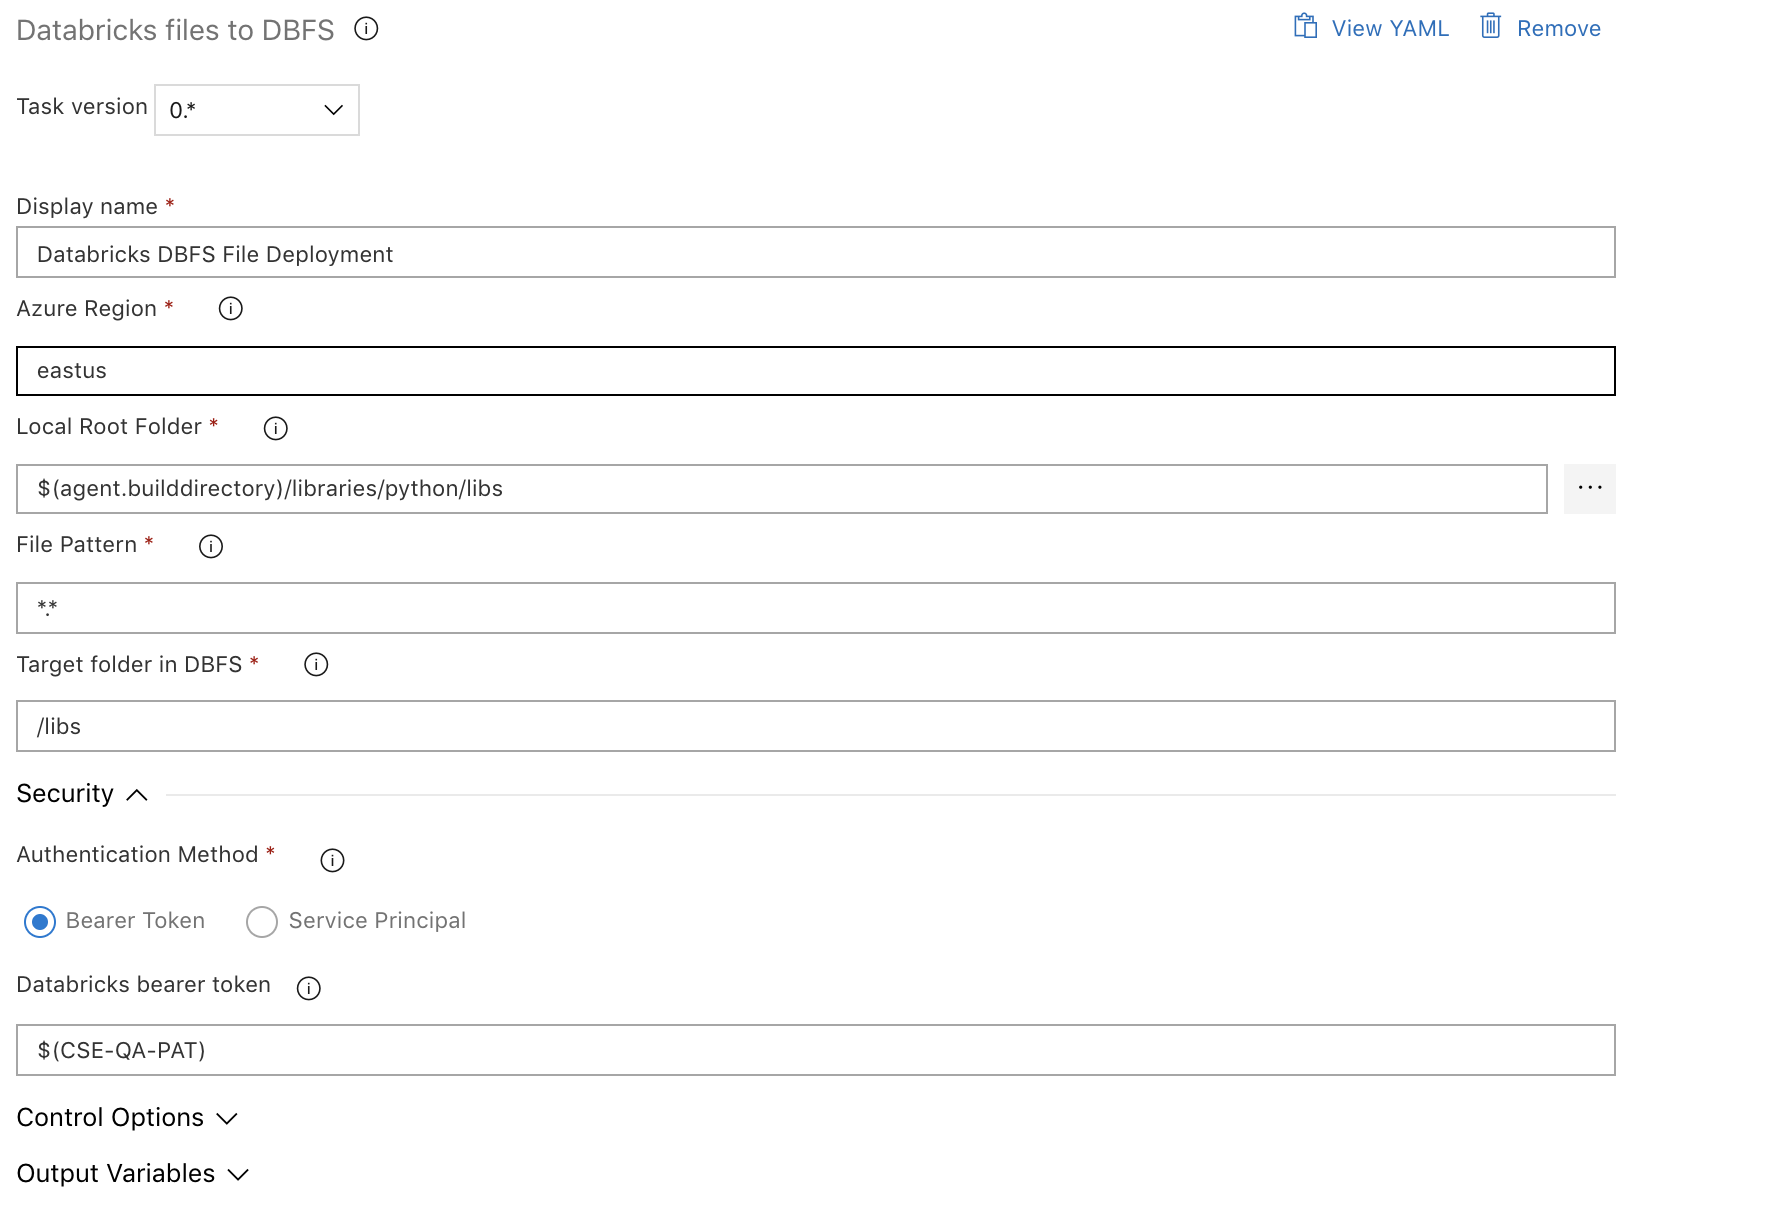 Databricks files to DBFS
View YAML
Remove
Task version 0.*
Display name *
Databricks DBFS File Deployment
Azure Region *
eastus
Local Root Folder *
$(agent.builddirectory)/libraries/python/libs
File Pattern *
*.*
Target folder in DBFS *
/libs
Security
Authentication Method *
Bearer Token Service Principal
Databricks bearer token
$(CSE-QA-PAT)
Control Options
Output Variables